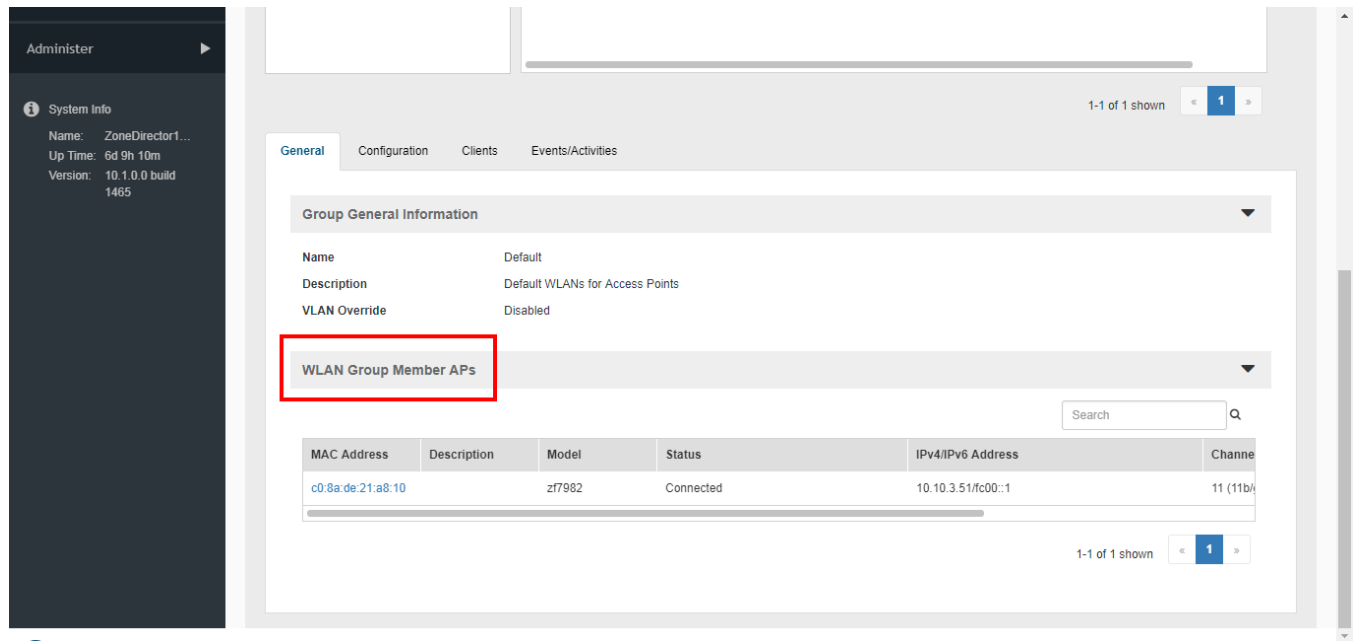 Administer
System Info
Name: ZoneDirector1...
Up Time: 6d 9h 10m
Version: 10.1.0.0 build
1465
1-1 of 1 shown « 1 »
General Configuration Clients Events/Activities
Group General Information
Name Default
Description Default WLANs for Access Points
VLAN Override Disabled
WLAN Group Member APs
Search
MAC Address Description Model Status IPv4/IPv6 Address Channe
c0:8a:de:21:a8:10 zf7982 Connected 10.10.3.51/fc00::1 11 (11b/
1-1 of 1 shown « 1 »